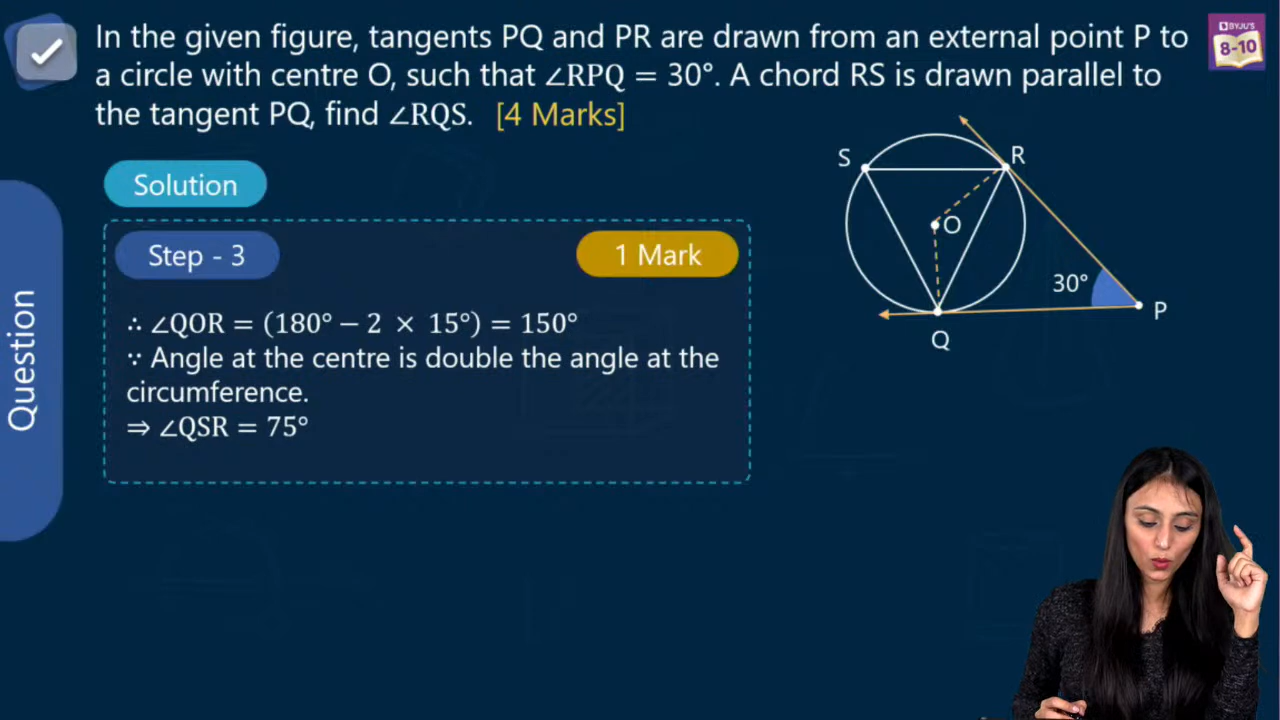 In the given figure, tangents PQ and PR are drawn from an external point P to
a circle with centre O, such that ∠RPQ = 30°. A chord RS is drawn parallel to
the tangent PQ, find ∠RQS. [4 Marks]
BYJU'S
8-10
Question
Solution
Step - 3
1 Mark
∴ ∠QOR = (180° − 2 × 15°) = 150°
∵ Angle at the centre is double the angle at the
circumference.
⇒ ∠QSR = 75°
S
R
O
30°
P
Q